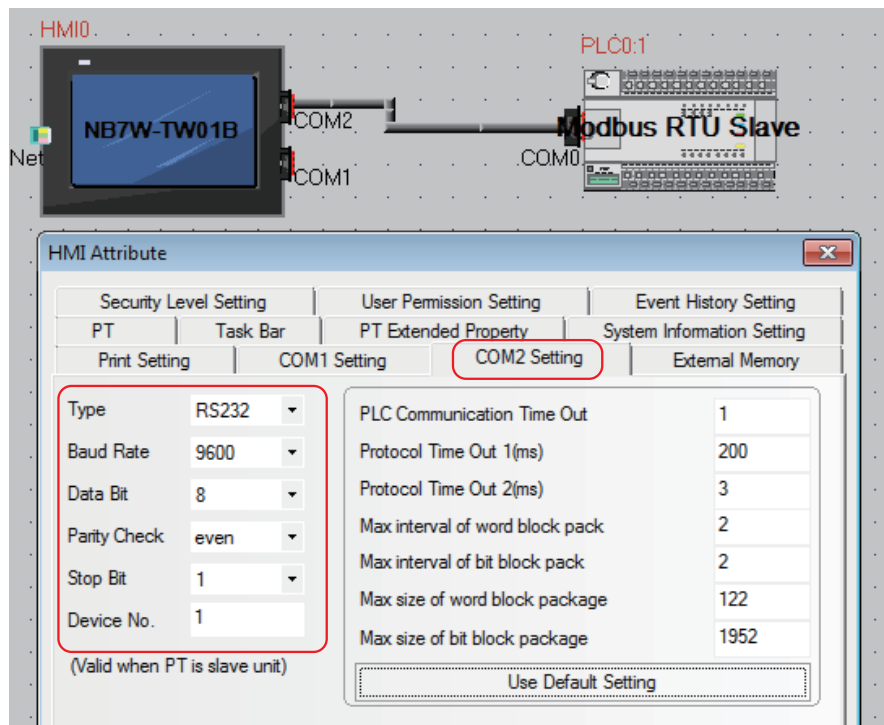 HMI0
PLC0:1
NB7W-TW01B
COM2
Modbus RTU Slave
Net
COM0
COM1
HMI Attribute
Security Level Setting
User Permission Setting
Event History Setting
PT
Task Bar
PT Extended Property
System Information Setting
Print Setting
COM1 Setting
COM2 Setting
External Memory
Type RS232
Baud Rate 9600
Data Bit 8
Parity Check even
Stop Bit 1
Device No. 1
(Valid when PT is slave unit)
PLC Communication Time Out 1
Protocol Time Out 1(ms) 200
Protocol Time Out 2(ms) 3
Max interval of word block pack 2
Max interval of bit block pack 2
Max size of word block package 122
Max size of bit block package 1952
Use Default Setting